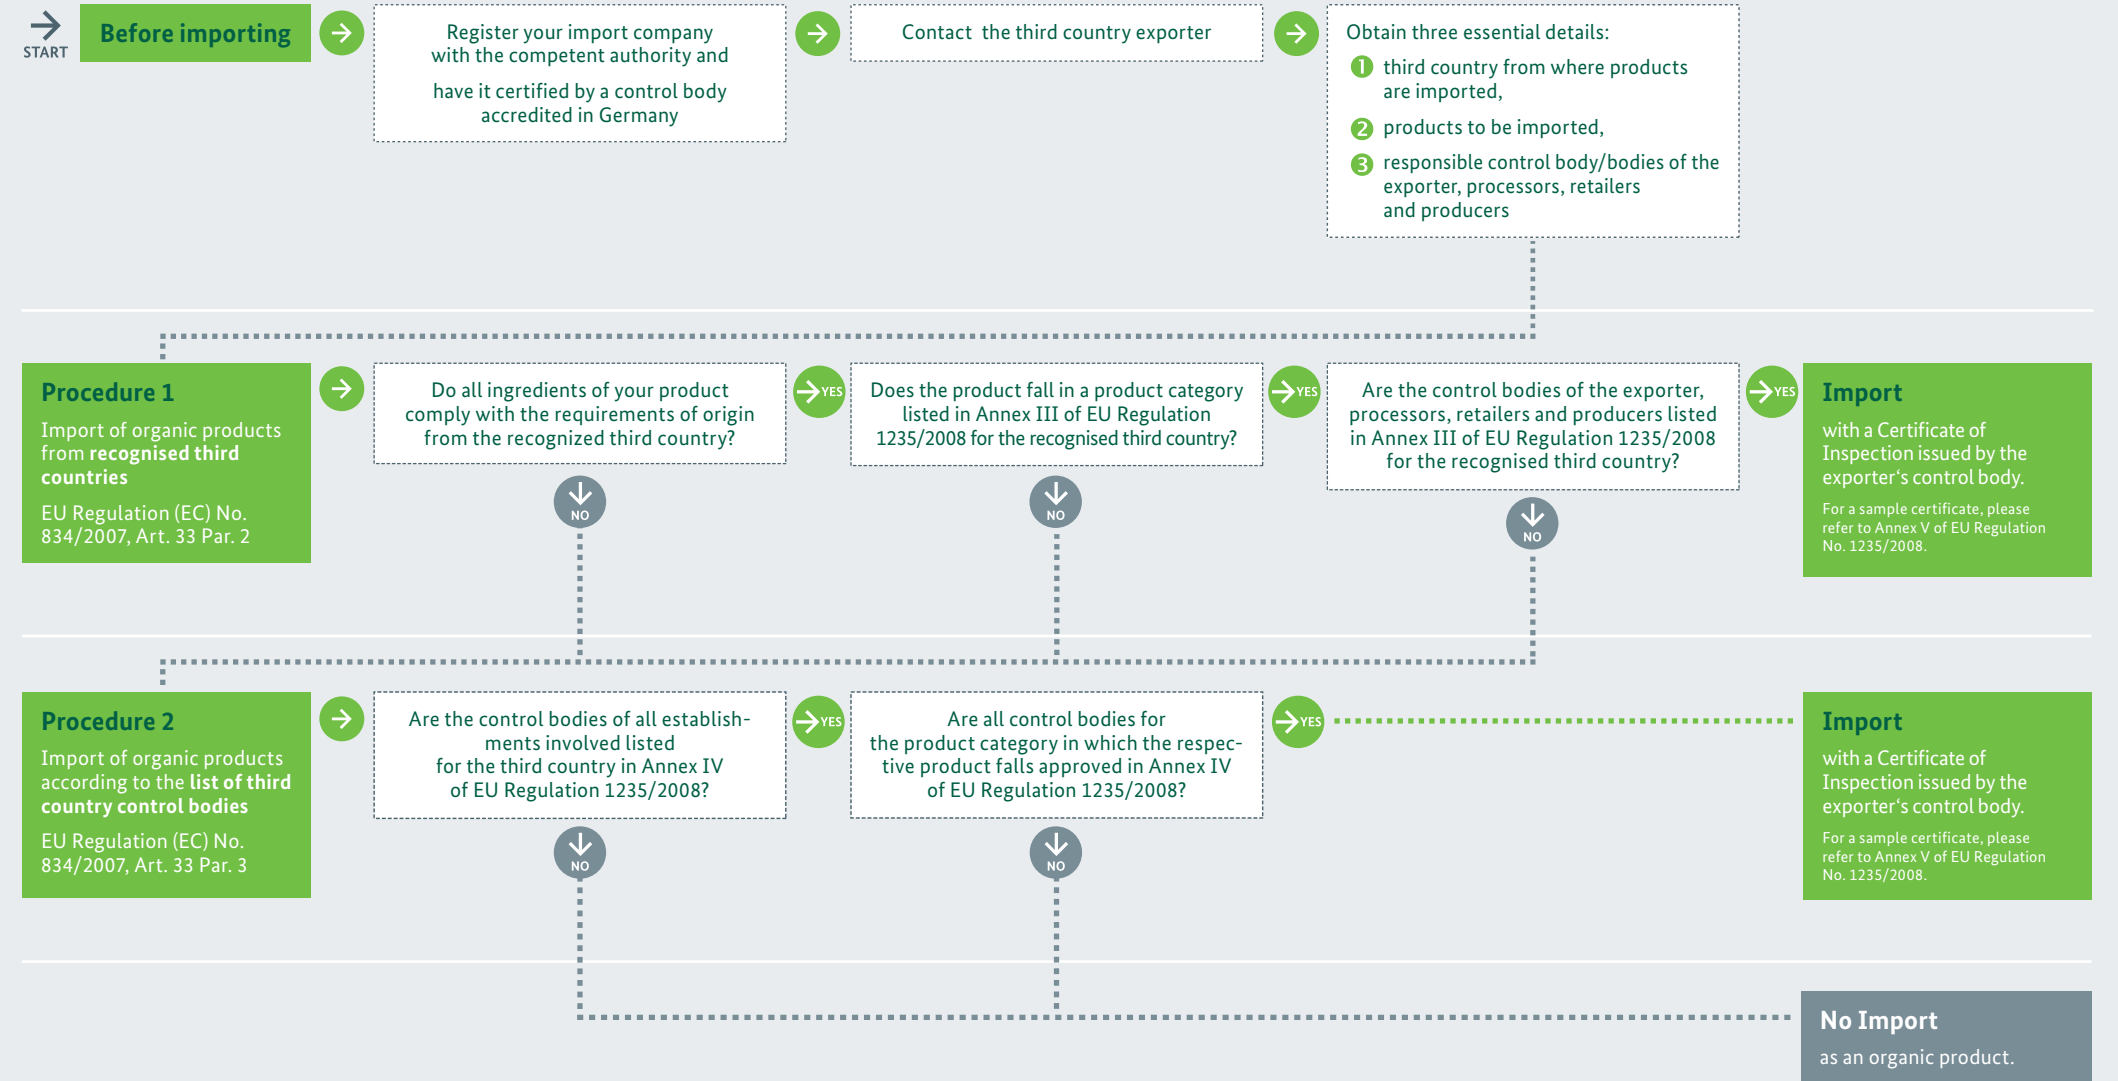 START
Before importing
Register your import company
with the competent authority and
have it certified by a control body
accredited in Germany
Contact the third country exporter
Obtain three essential details:
1 third country from where products
are imported,
2 products to be imported,
3 responsible control body/bodies of the
exporter, processors, retailers
and producers
Procedure 1
Import of organic products
from recognised third
countries
EU Regulation (EC) No.
834/2007, Art. 33 Par. 2
Do all ingredients of your product
comply with the requirements of origin
from the recognized third country?
YES
NO
Does the product fall in a product category
listed in Annex III of EU Regulation
1235/2008 for the recognised third country?
YES
NO
Are the control bodies of the exporter,
processors, retailers and producers listed
in Annex III of EU Regulation 1235/2008
for the recognised third country?
YES
NO
Import
with a Certificate of
Inspection issued by the
exporter‘s control body.
For a sample certificate, please
refer to Annex V of EU Regulation
No. 1235/2008.
Procedure 2
Import of organic products
according to the list of third
country control bodies
EU Regulation (EC) No.
834/2007, Art. 33 Par. 3
Are the control bodies of all establish-
ments involved listed
for the third country in Annex IV
of EU Regulation 1235/2008?
YES
NO
Are all control bodies for
the product category in which the respec-
tive product falls approved in Annex IV
of EU Regulation 1235/2008?
YES
NO
Import
with a Certificate of
Inspection issued by the
exporter‘s control body.
For a sample certificate, please
refer to Annex V of EU Regulation
No. 1235/2008.
No Import
as an organic product.